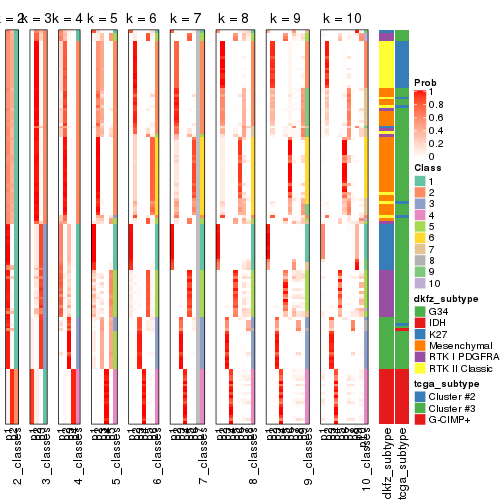 k = 2 k = 3 k = 4 k = 5 k = 6 k = 7 k = 8 k = 9 k = 10
Prob
1
0.8
0.6
0.4
0.2
0
Class
1
2
3
4
5
6
7
8
9
10
dkfz_subtype
G34
IDH
K27
Mesenchymal
RTK I PDGFRA
RTK II Classic
tcga_subtype
Cluster #2
Cluster #3
G-CIMP+
2_classes
3_classes
4_classes
5_classes
6_classes
7_classes
8_classes
9_classes
10_classes
dkfz_subtype
tcga_subtype